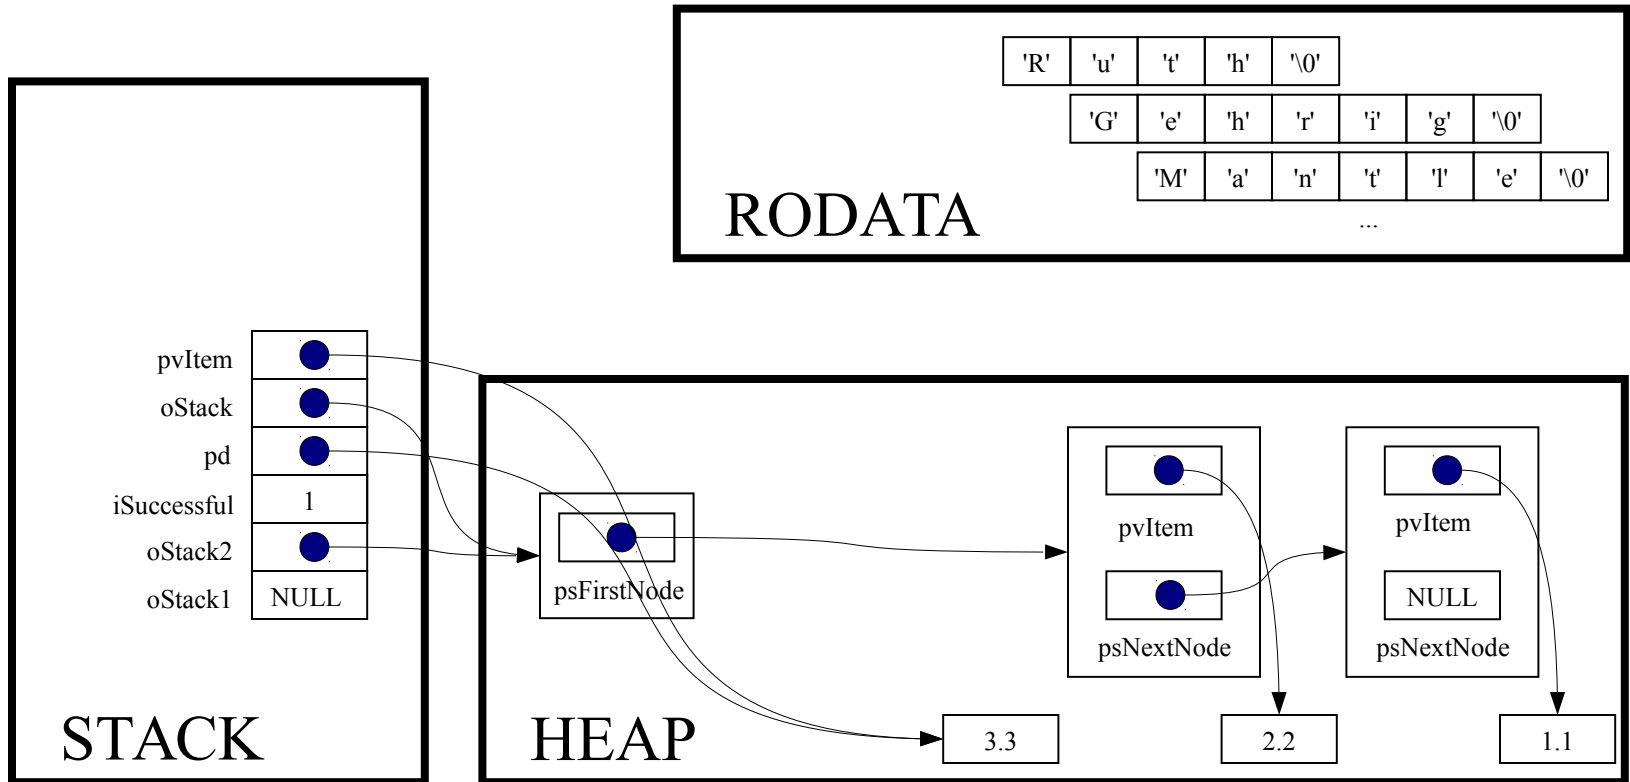 'R' 'u' 't' 'h' '\0'
'G' 'e' 'h' 'r' 'i' 'g' '\0'
'M' 'a' 'n' 't' 'l' 'e' '\0'
...
RODATA
pvItem
oStack
pd
iSuccessful 1
oStack2
oStack1 NULL
STACK
psFirstNode
pvItem
psNextNode
pvItem
NULL
psNextNode
HEAP
3.3
2.2
1.1